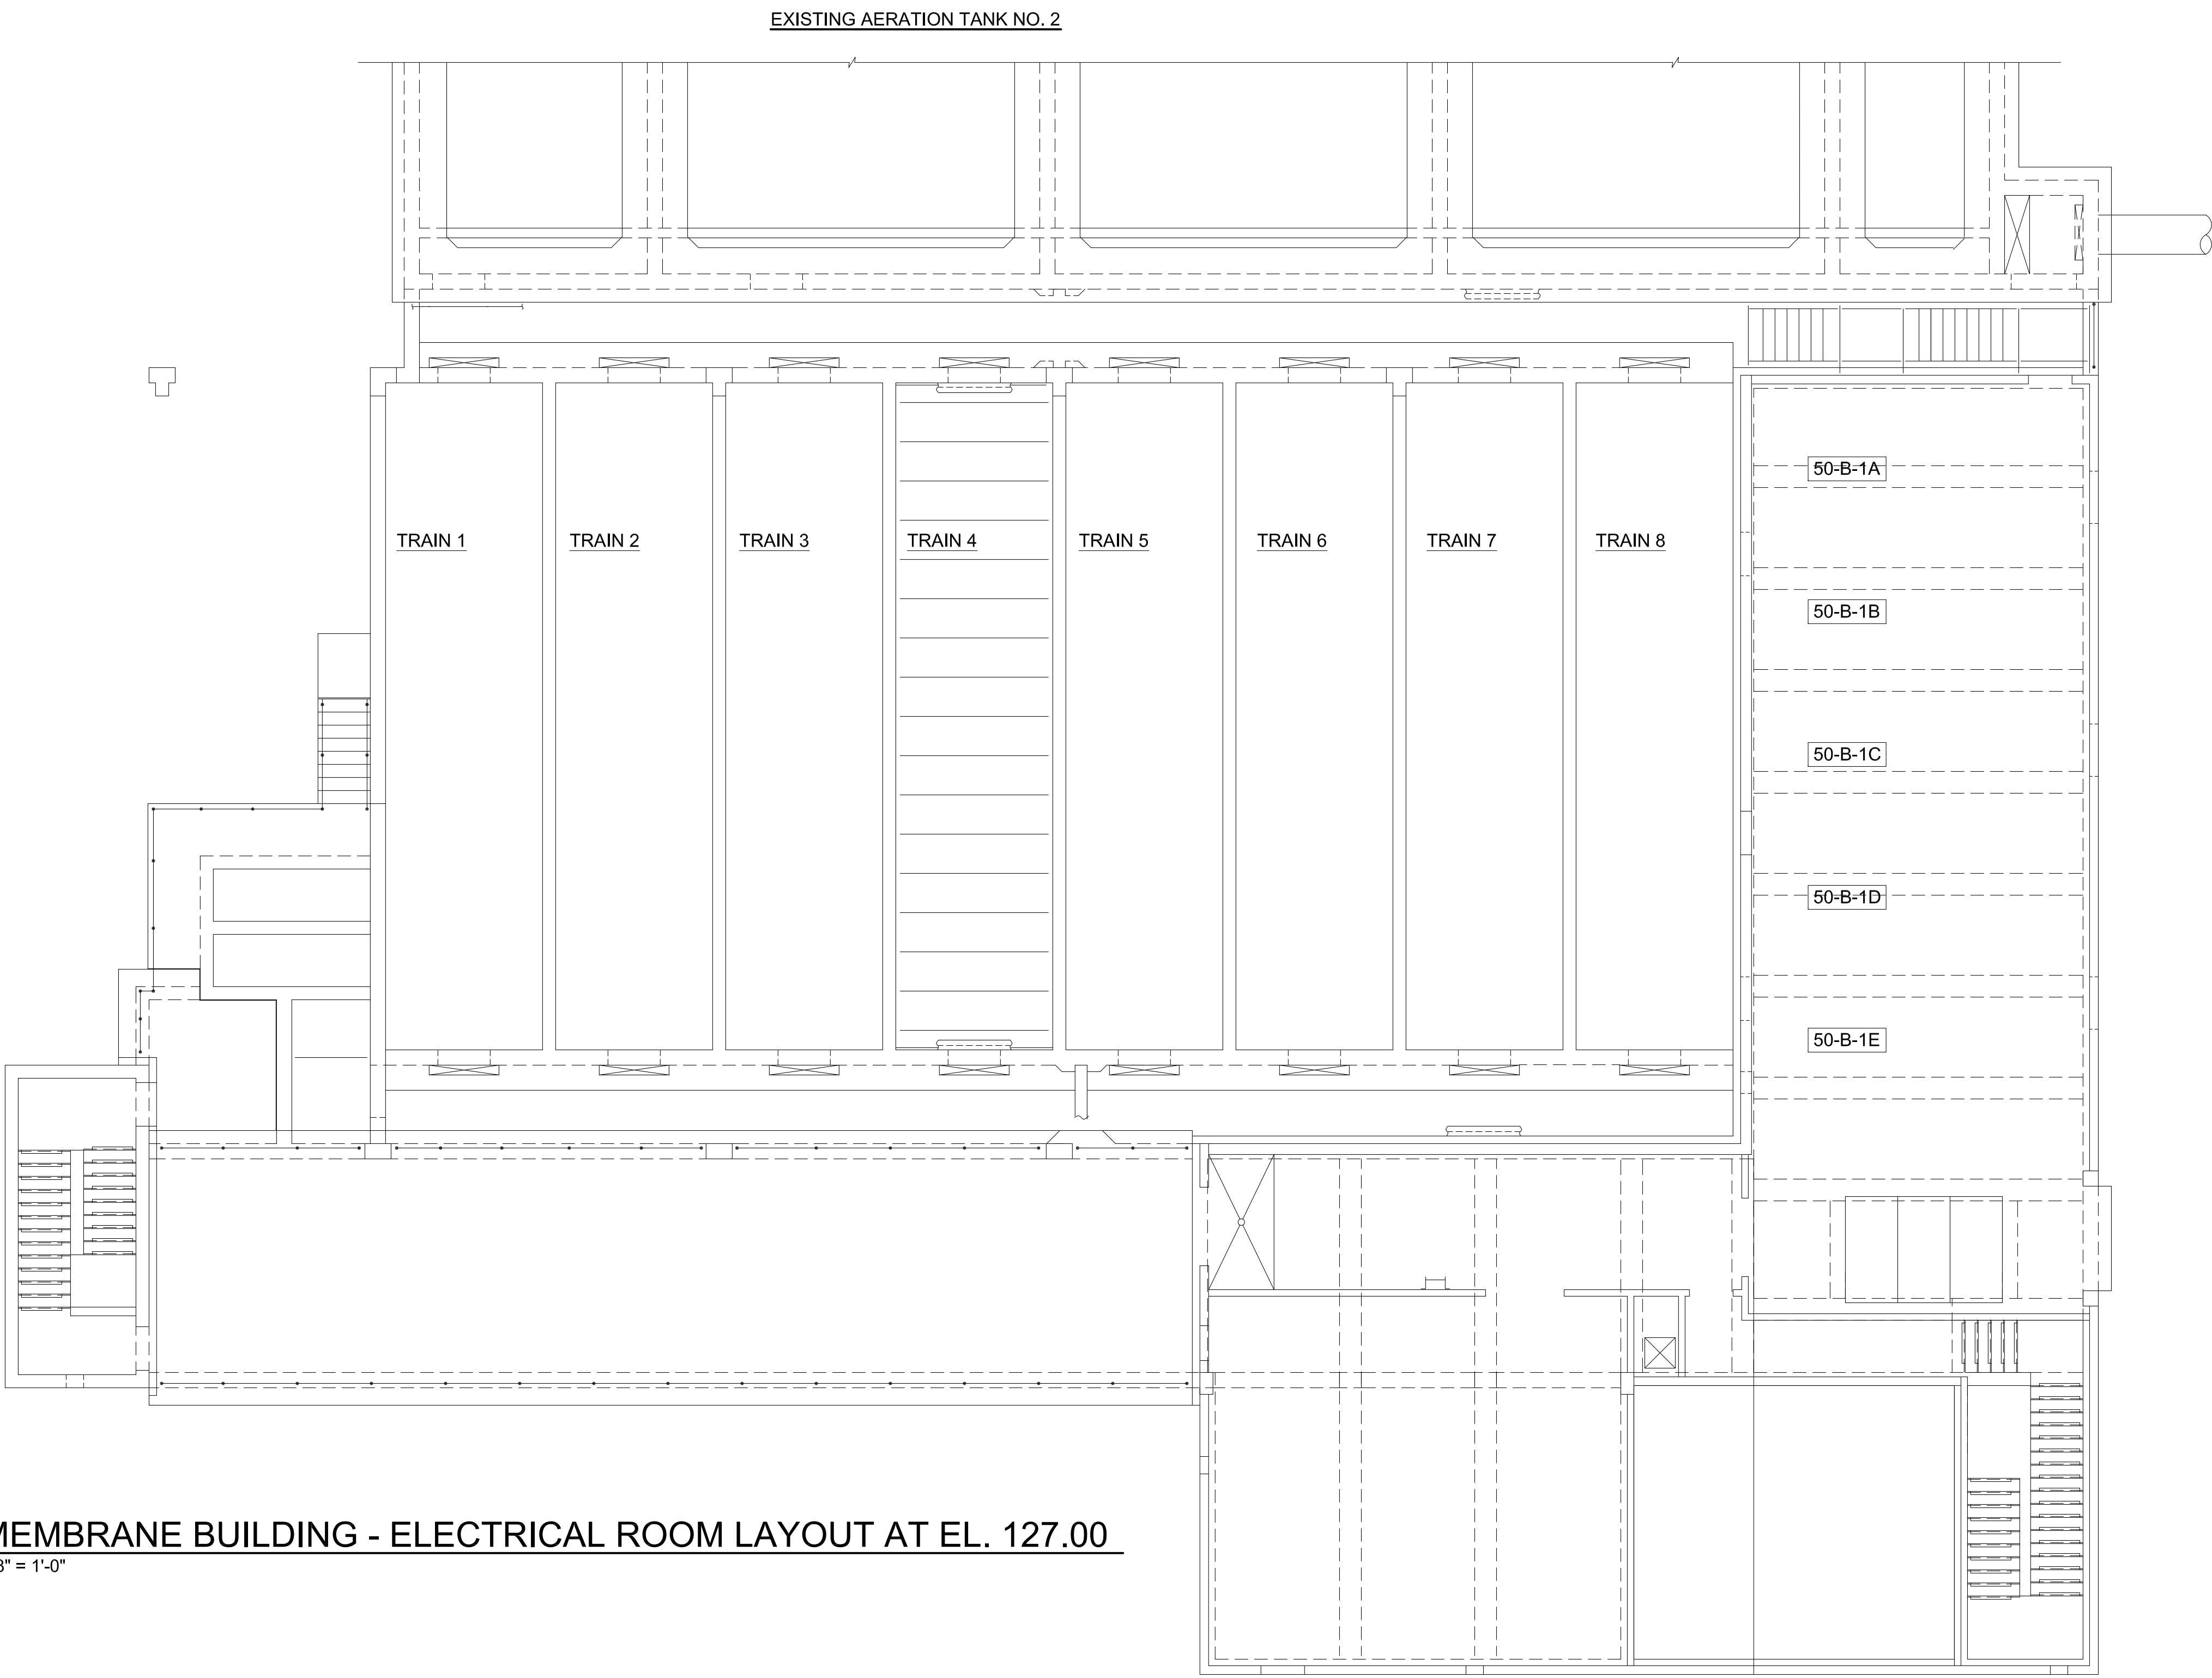 EXISTING AERATION TANK NO. 2
50-B-1A
TRAIN 1 TRAIN 2 TRAIN 3 TRAIN 4 TRAIN 5 TRAIN 6 TRAIN 7 TRAIN 8
50-B-1B
50-B-1C
50-B-1D
50-B-1E
MEMBRANE BUILDING - ELECTRICAL ROOM LAYOUT AT EL. 127.00
8" = 1'-0"